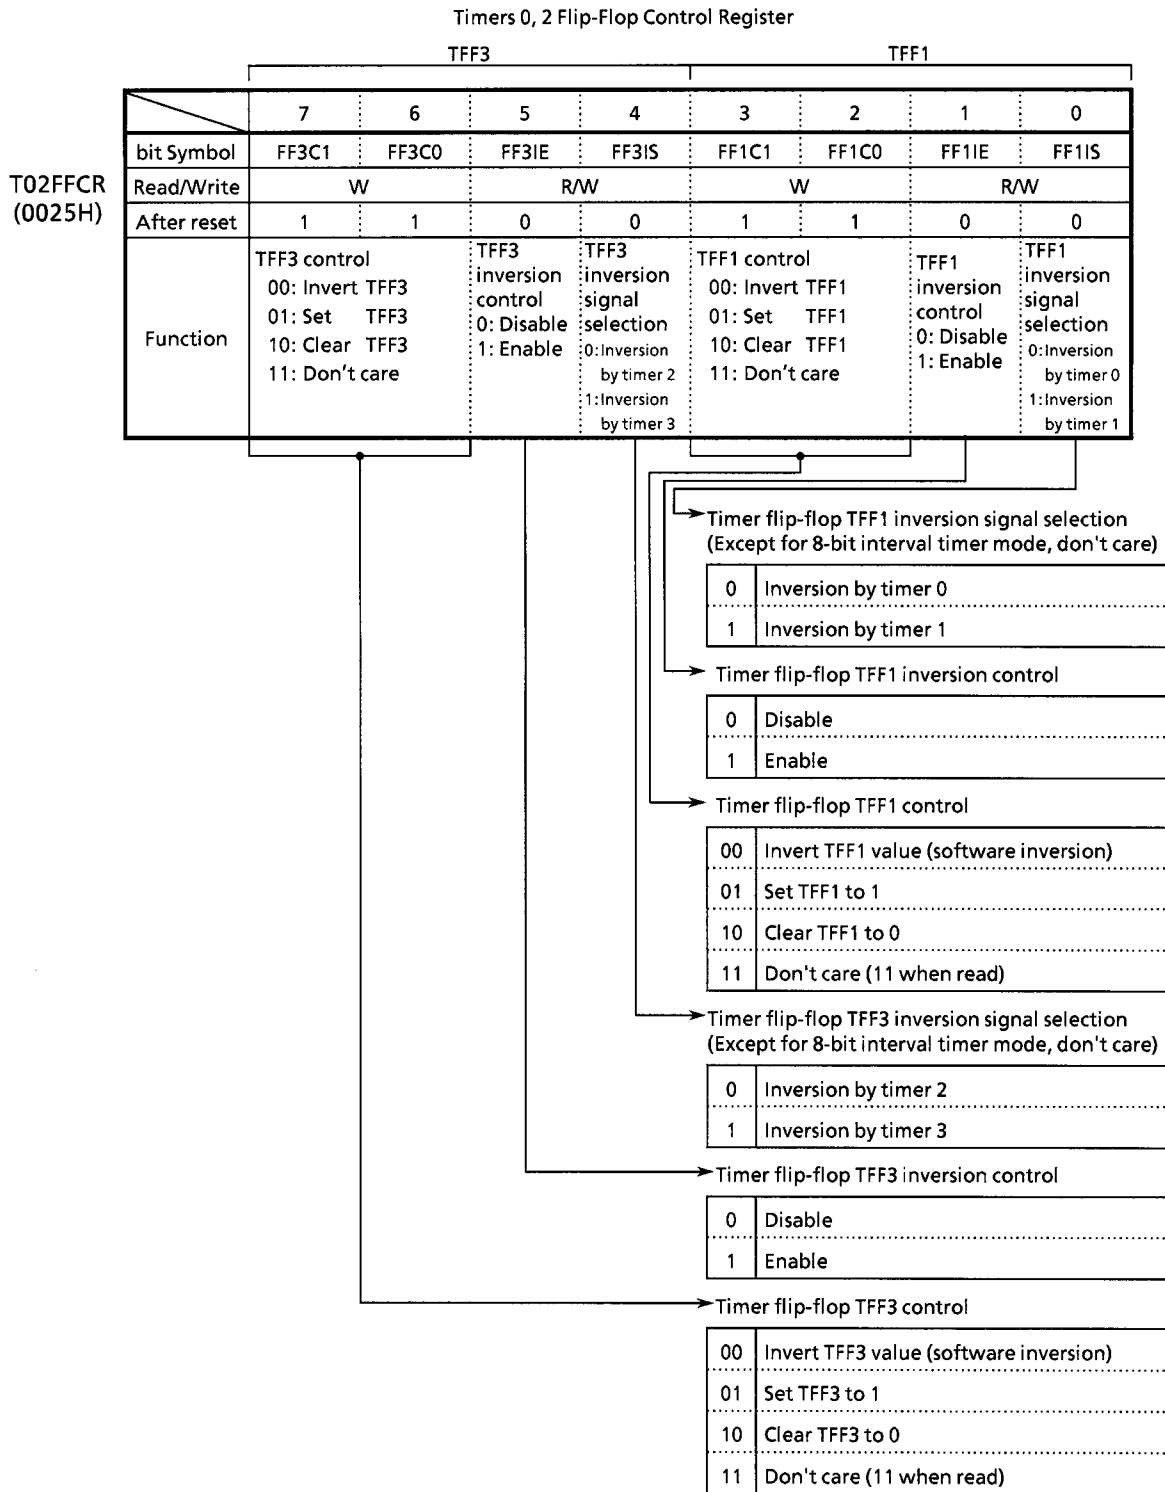 Timers 0, 2 Flip-Flop Control Register
TFF3 TFF1
7 6 5 4 3 2 1 0
bit Symbol FF3C1 FF3C0 FF3IE FF3IS FF1C1 FF1C0 FF1IE FF1IS
T02FFCR
(0025H)
Read/Write W R/W W R/W
After reset 1 1 0 0 1 1 0 0
Function
TFF3 control
00: Invert TFF3
01: Set TFF3
10: Clear TFF3
11: Don't care
TFF3
inversion
control
0: Disable
1: Enable
TFF3
inversion
signal
selection
0: Inversion
by timer 2
1: Inversion
by timer 3
TFF1 control
00: Invert TFF1
01: Set TFF1
10: Clear TFF1
11: Don't care
TFF1
inversion
control
0: Disable
1: Enable
TFF1
inversion
signal
selection
0: Inversion
by timer 0
1: Inversion
by timer 1
Timer flip-flop TFF1 inversion signal selection
(Except for 8-bit interval timer mode, don't care)
0 Inversion by timer 0
1 Inversion by timer 1
Timer flip-flop TFF1 inversion control
0 Disable
1 Enable
Timer flip-flop TFF1 control
00 Invert TFF1 value (software inversion)
01 Set TFF1 to 1
10 Clear TFF1 to 0
11 Don't care (11 when read)
Timer flip-flop TFF3 inversion signal selection
(Except for 8-bit interval timer mode, don't care)
0 Inversion by timer 2
1 Inversion by timer 3
Timer flip-flop TFF3 inversion control
0 Disable
1 Enable
Timer flip-flop TFF3 control
00 Invert TFF3 value (software inversion)
01 Set TFF3 to 1
10 Clear TFF3 to 0
11 Don't care (11 when read)